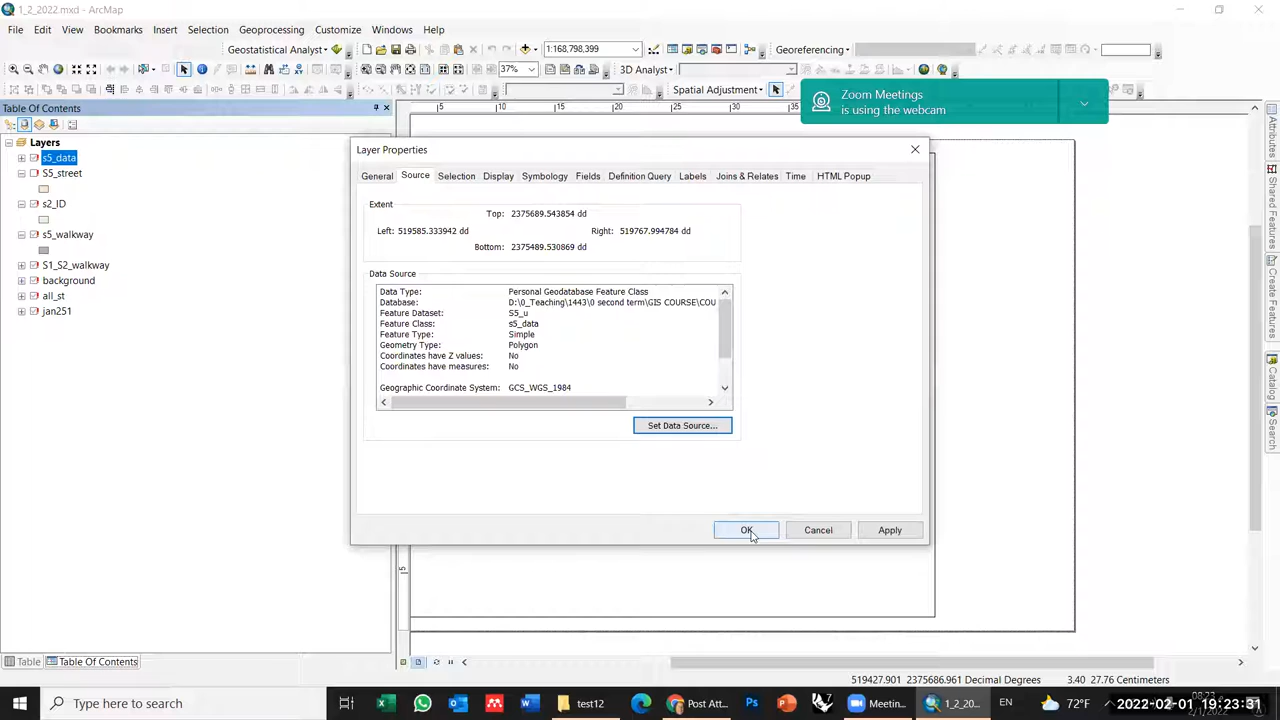 1_2_2022.mxd - ArcMap
File Edit View Bookmarks Insert Selection Geoprocessing Customize Windows Help
Geostatistical Analyst 1:168,798,399 Georeferencing
37% 3D Analyst
Spatial Adjustment
Zoom Meetings
is using the webcam
Table Of Contents
Layers
s5_data
S5_street
s2_ID
s5_walkway
S1_S2_walkway
background
all_st
jan251
Layer Properties
General Source Selection Display Symbology Fields Definition Query Labels Joins & Relates Time HTML Popup
Extent
Top: 2375689.543854 dd
Left: 519585.333942 dd Right: 519767.994784 dd
Bottom: 2375489.530869 dd
Data Source
Data Type: Personal Geodatabase Feature Class
Database: D:\0_Teaching\1443\0 second term\GIS COURSE\COU
Feature Dataset: S5_u
Feature Class: s5_data
Feature Type: Simple
Geometry Type: Polygon
Coordinates have Z values: No
Coordinates have measures: No
Geographic Coordinate System: GCS_WGS_1984
Set Data Source...
OK Cancel Apply
Attributes
Shared Features
Create Features
Catalog
Search
Table Table Of Contents
519427.901 2375686.961 Decimal Degrees 3.40 27.76 Centimeters
Type here to search
test12
Post Att...
Meetin...
1_2_20...
EN
72°F
2022-02-01 19:23:31